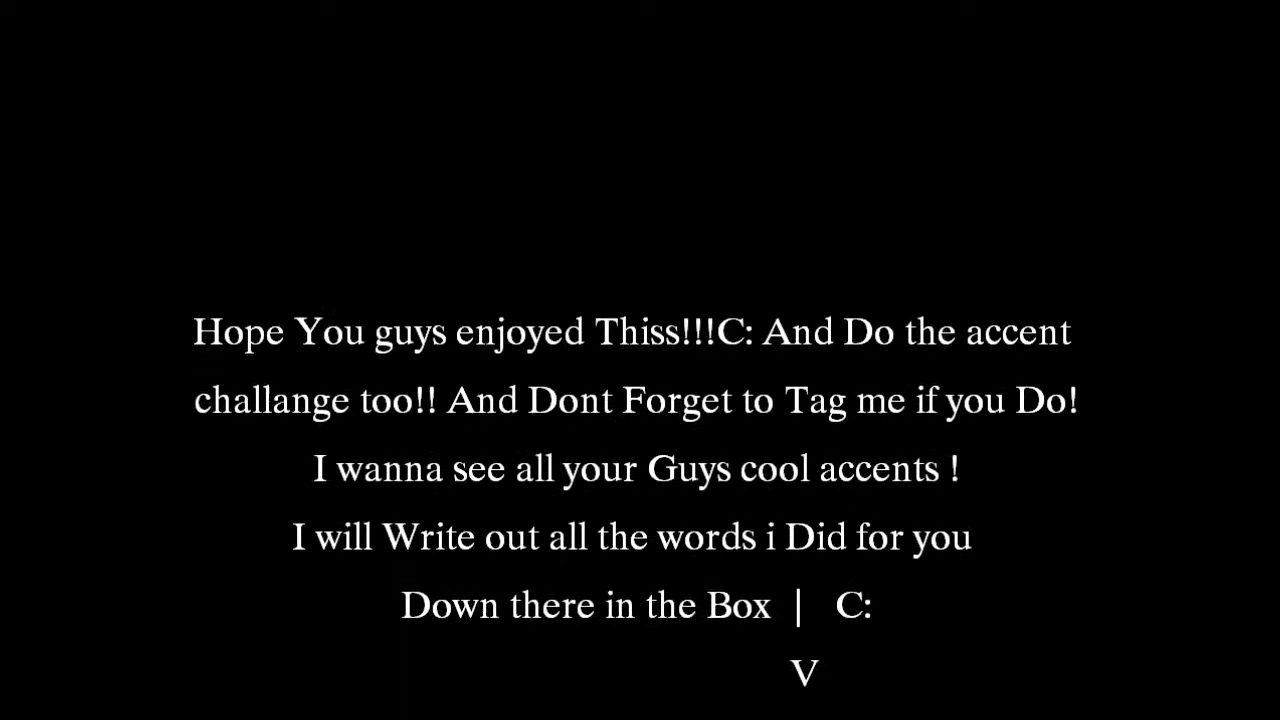 Hope You guys enjoyed Thiss!!!C: And Do the accent
challange too!! And Dont Forget to Tag me if you Do!
I wanna see all your Guys cool accents !
I will Write out all the words i Did for you
Down there in the Box | C:
V